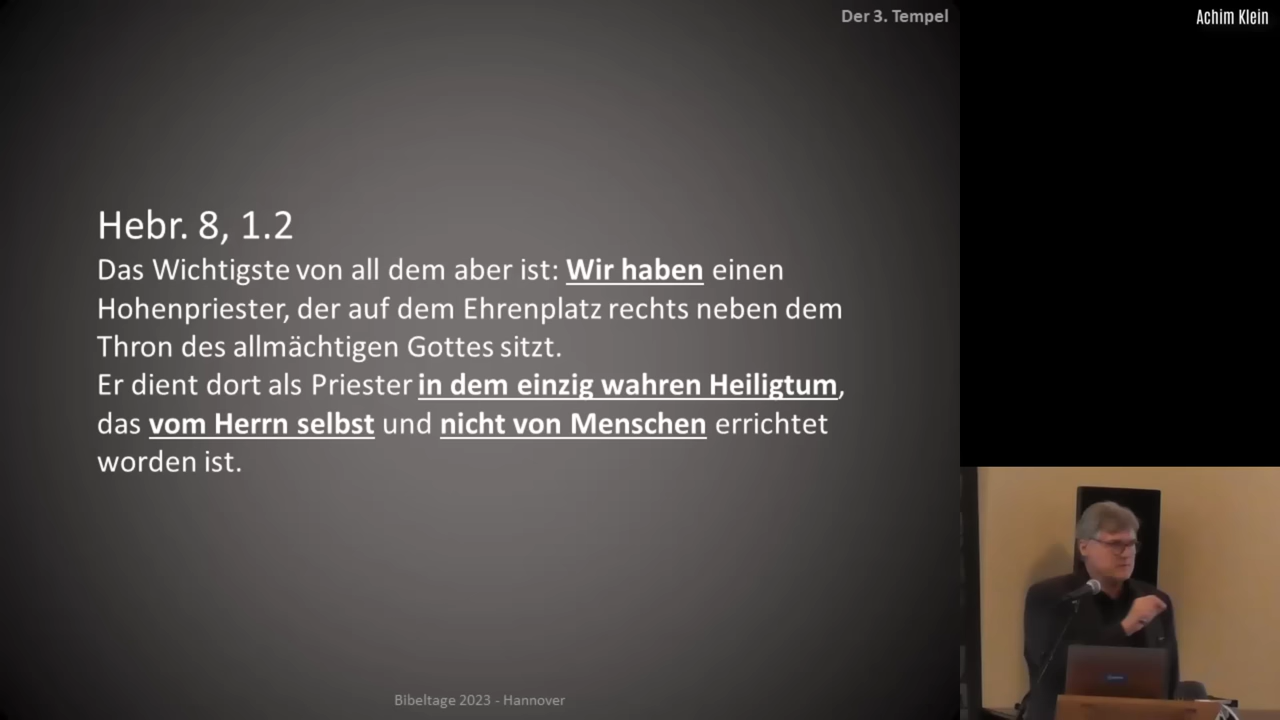 Der 3. Tempel
Achim Klein
Hebr. 8, 1.2
Das Wichtigste von all dem aber ist: Wir haben einen
Hohenpriester, der auf dem Ehrenplatz rechts neben dem
Thron des allmächtigen Gottes sitzt.
Er dient dort als Priester in dem einzig wahren Heiligtum,
das vom Herrn selbst und nicht von Menschen errichtet
worden ist.
Bibeltage 2023 - Hannover